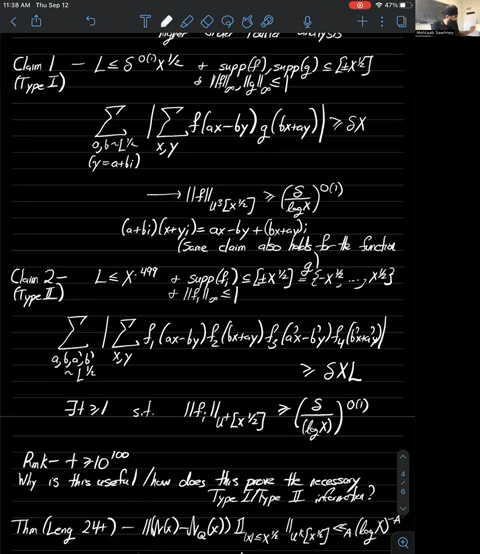 11:38 AM Thu Sep 12
47%
Mehtaab Sawhney
higher order Fourier analysis
Claim 1 — L ≤ δ^{O(1)} X^{1/2} + supp(f), supp(g) ⊆ [±X^{1/2}]
(Type I) + ||f||_∞, ||g||_∞ ≤ 1
∑_{a,b~L^{1/2}} |∑_{x,y} f(ax-by) g(bx+ay)| ≥ δX
(γ=a+bi)
⟶ ||f||_{U^3[X^{1/2}]} ≥ (δ/log X)^{O(1)}
(a+bi)(x+yi) = ax-by + (bx+ay)i
(Same claim also holds for the function g)
Claim 2 - L ≤ X^{.499} + supp(f_i) ⊆ [±X^{1/2}] = {-X^{1/2}, ..., X^{1/2}}
(Type II) + ||f_i||_∞ ≤ 1
∑_{a,b,a',b' ~L^{1/2}} |∑_{x,y} f_1(ax-by) f_2(bx+ay) f_3(a'x-b'y) f_4(b'x+a'y)|
≥ δXL
∃t≥1 s.t. ||f_i||_{U^t[X^{1/2}]} ≥ (δ/(log X))^{O(1)}
Rmk - t ≥ 10^{100}
Why is this useful / how does this prove the necessary
Type I / Type II information?
Thm (Leng 24+) — ||(Λ(x) - Λ_Q(x)) 𝟙_{|x|≤X^{1/2}}||_{U^k[X^{1/2}]} ≪_A (log X)^{-A}
4
6